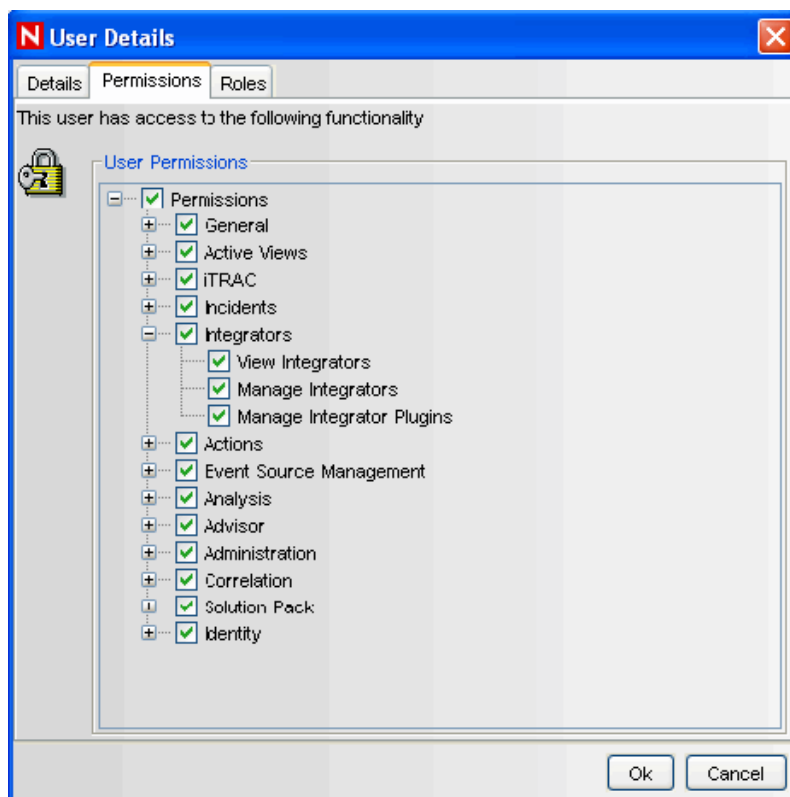 N User Details
Details Permissions Roles
This user has access to the following functionality
User Permissions
Permissions
General
Active Views
iTRAC
Incidents
Integrators
View Integrators
Manage Integrators
Manage Integrator Plugins
Actions
Event Source Management
Analysis
Advisor
Administration
Correlation
Solution Pack
Identity
Ok Cancel